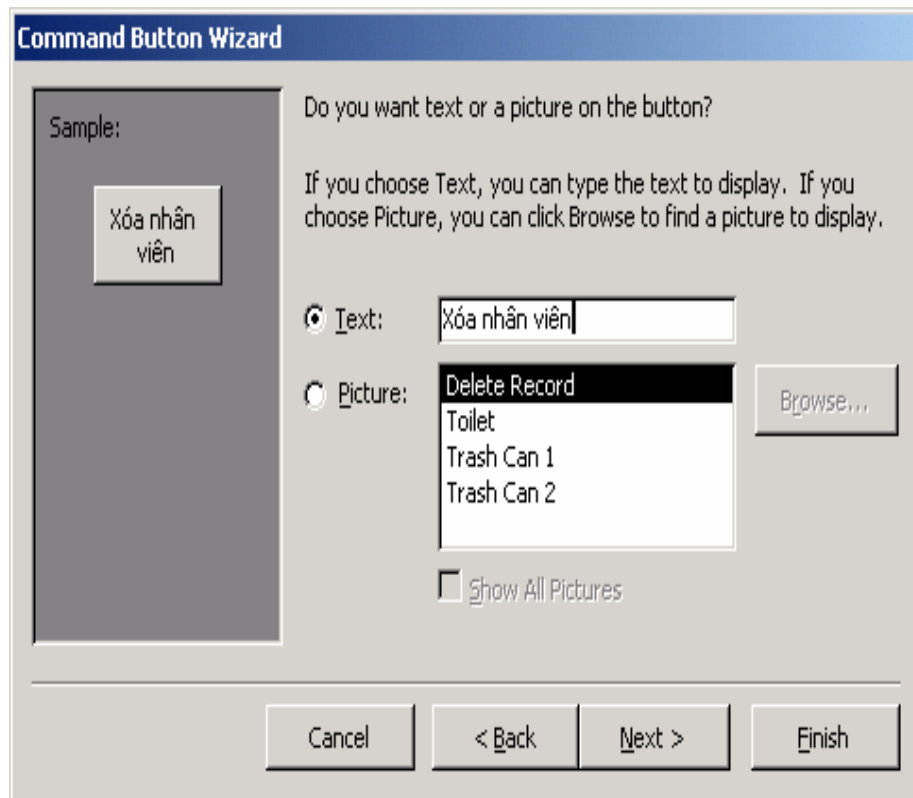 Command Button Wizard
Sample:
Xóa nhân
viên
Do you want text or a picture on the button?
If you choose Text, you can type the text to display. If you
choose Picture, you can click Browse to find a picture to display.
Text:
Xóa nhân viên
Picture:
Delete Record
Toilet
Trash Can 1
Trash Can 2
Browse...
Show All Pictures
Cancel
< Back
Next >
Finish